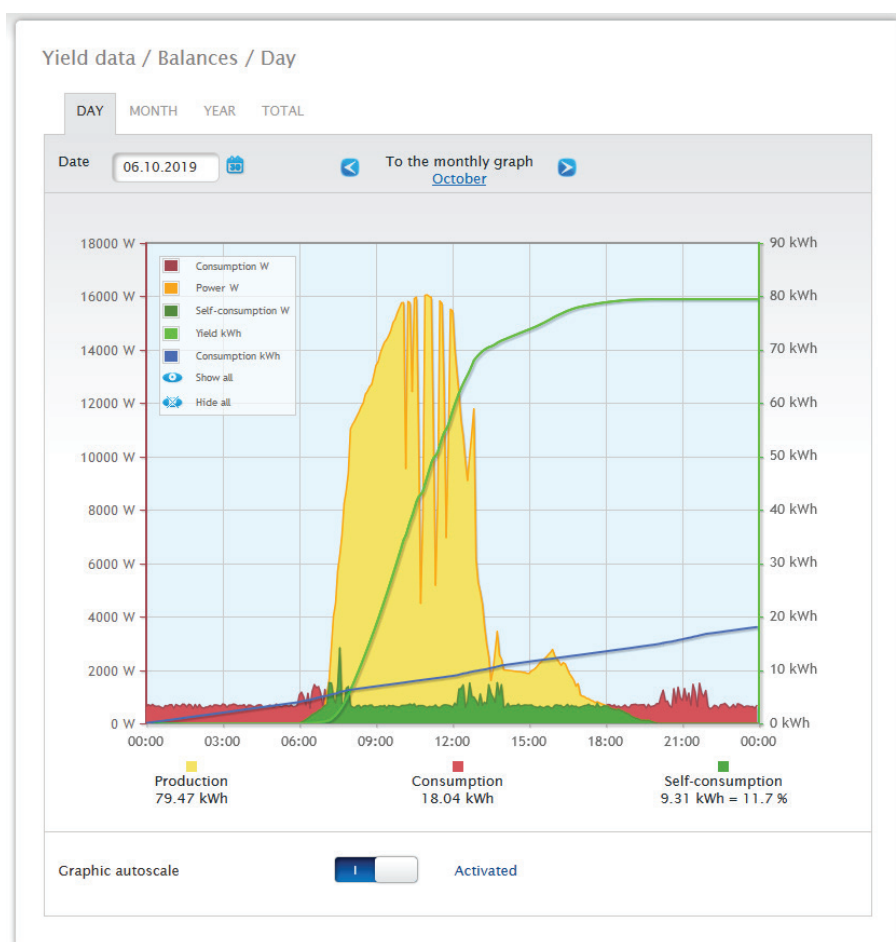 Yield data / Balances / Day
DAY MONTH YEAR TOTAL
Date 06.10.2019 30 To the monthly graph
October
18000 W 90 kWh
Consumption W
Power W
16000 W 80 kWh
Self-consumption W
Yield kWh
14000 W Consumption kWh 70 kWh
Show all
12000 W Hide all 60 kWh
10000 W 50 kWh
8000 W 40 kWh
6000 W 30 kWh
4000 W 20 kWh
2000 W 10 kWh
0 W 0 kWh
00:00 03:00 06:00 09:00 12:00 15:00 18:00 21:00 00:00
Production Consumption Self-consumption
79.47 kWh 18.04 kWh 9.31 kWh = 11.7 %
Graphic autoscale I Activated